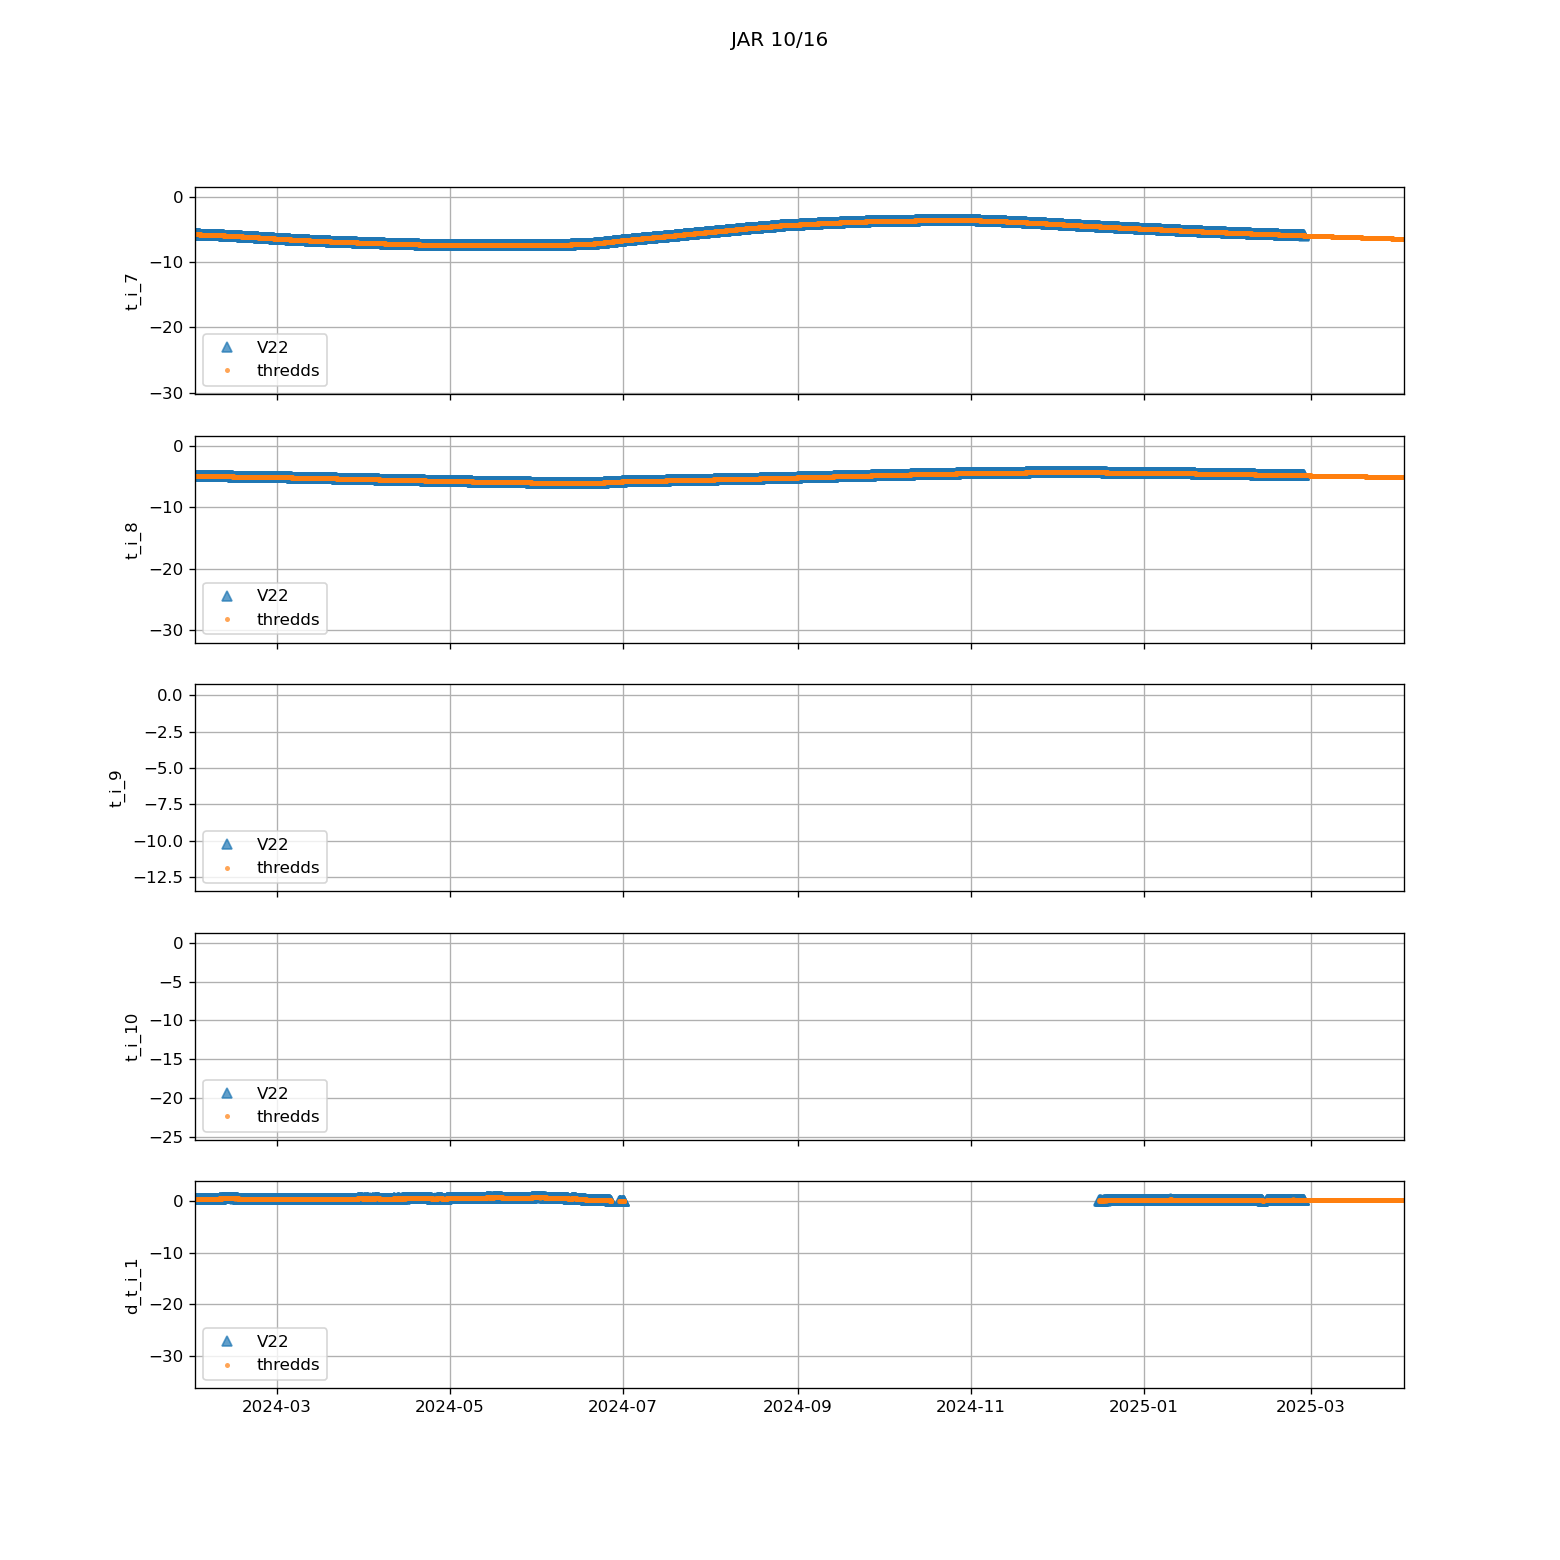 JAR 10/16
0
−10
−20
−30
t_i_7
V22
thredds
0
−10
−20
−30
t_i_8
V22
thredds
0.0
−2.5
−5.0
−7.5
−10.0
−12.5
t_i_9
V22
thredds
0
−5
−10
−15
−20
−25
t_i_10
V22
thredds
0
−10
−20
−30
d_t_i_1
V22
thredds
2024-03 2024-05 2024-07 2024-09 2024-11 2025-01 2025-03